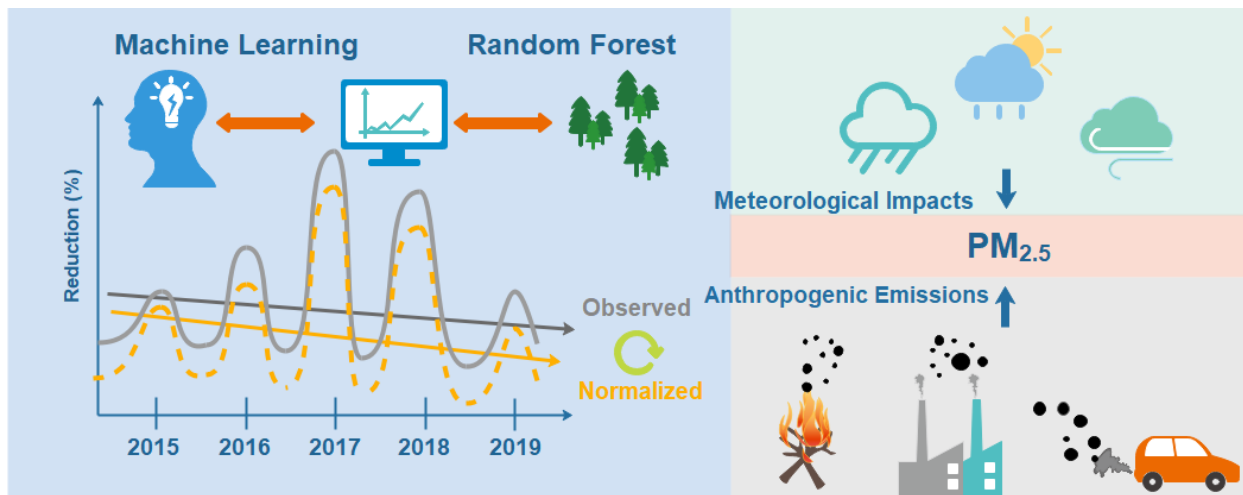 Machine Learning
Random Forest
Reduction (%)
Observed
Normalized
2015 2016 2017 2018 2019
Meteorological Impacts
PM2.5
Anthropogenic Emissions